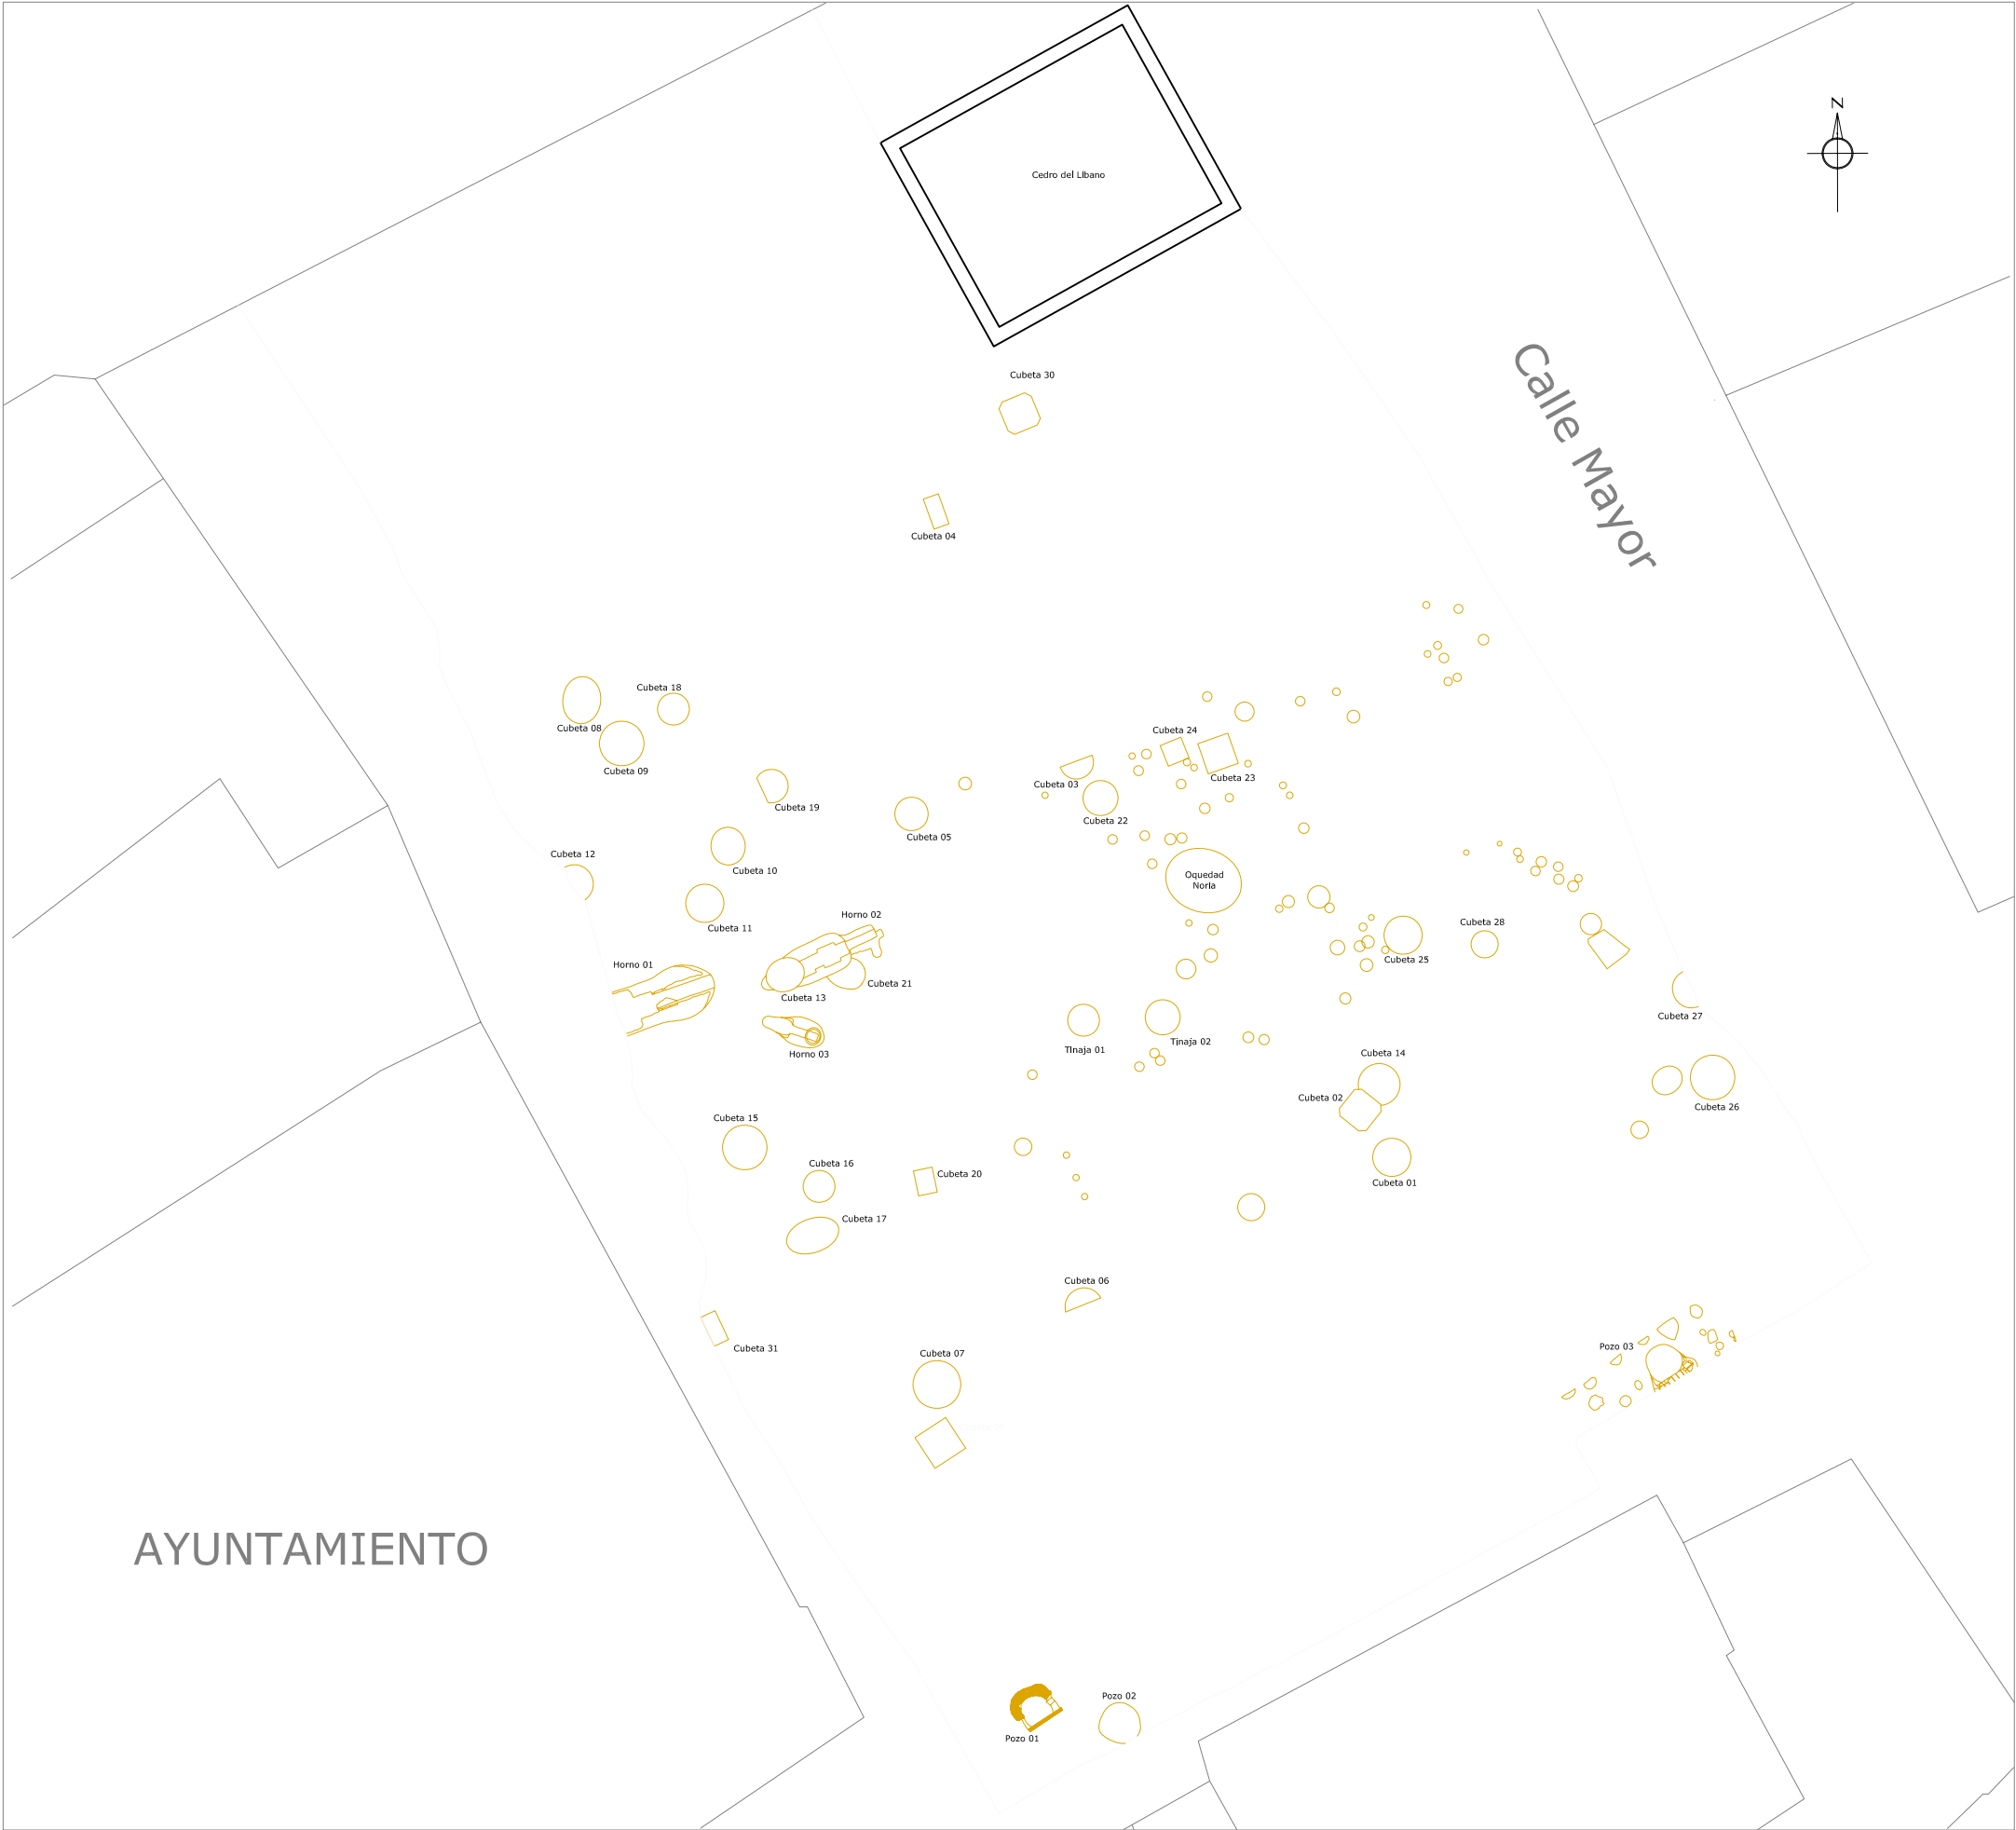 N
Cedro del Líbano
Cubeta 30
Calle Mayor
Cubeta 04
Cubeta 18
Cubeta 08
Cubeta 24
Cubeta 09
Cubeta 23
Cubeta 03
Cubeta 19
Cubeta 22
Cubeta 05
Cubeta 12
Cubeta 10
Oquedad
Noria
Horno 02
Cubeta 28
Cubeta 11
Cubeta 25
Horno 01
Cubeta 21
Cubeta 13
Cubeta 27
Tinaja 02
Tinaja 01
Horno 03
Cubeta 14
Cubeta 02
Cubeta 26
Cubeta 15
Cubeta 16
Cubeta 20
Cubeta 01
Cubeta 17
Cubeta 06
Pozo 03
Cubeta 31
Cubeta 07
AYUNTAMIENTO
Pozo 02
Pozo 01